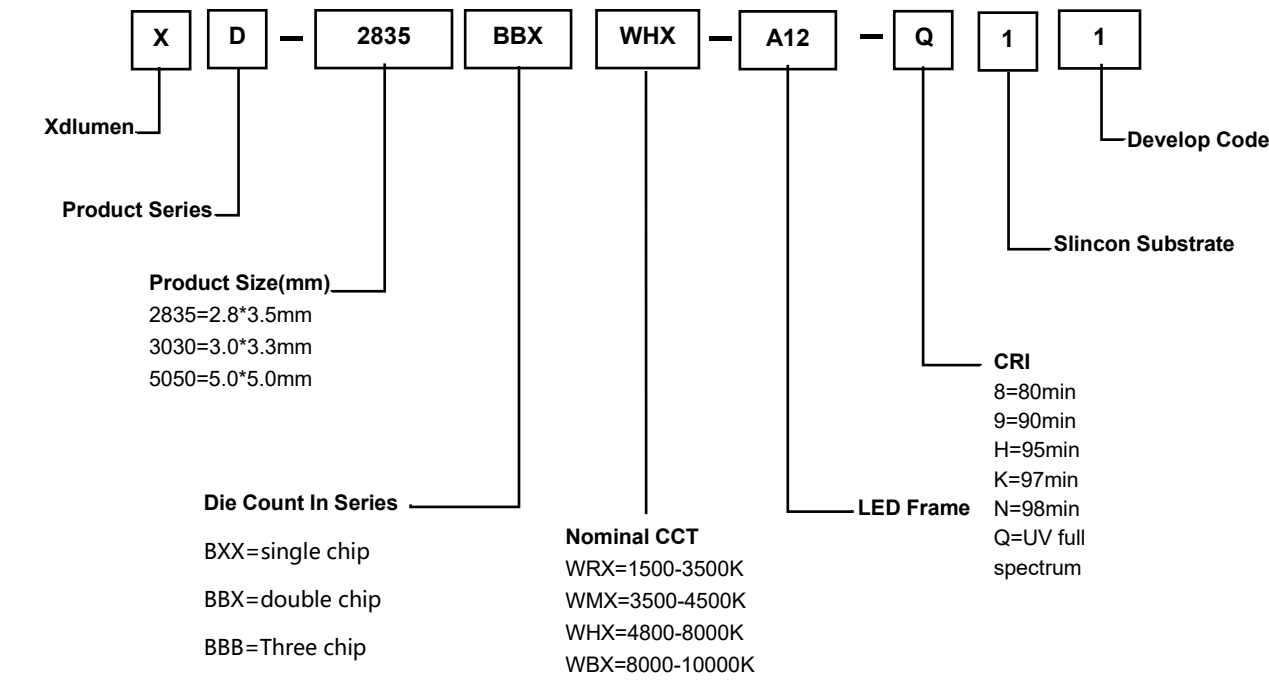 X D – 2835 BBX WHX – A12 – Q 1 1
Xdlumen
Develop Code
Product Series
Slincon Substrate
Product Size(mm)
2835=2.8*3.5mm
3030=3.0*3.3mm
5050=5.0*5.0mm
CRI
8=80min
9=90min
H=95min
K=97min
N=98min
Q=UV full
spectrum
Die Count In Series
BXX=single chip
BBX=double chip
BBB=Three chip
LED Frame
Nominal CCT
WRX=1500-3500K
WMX=3500-4500K
WHX=4800-8000K
WBX=8000-10000K